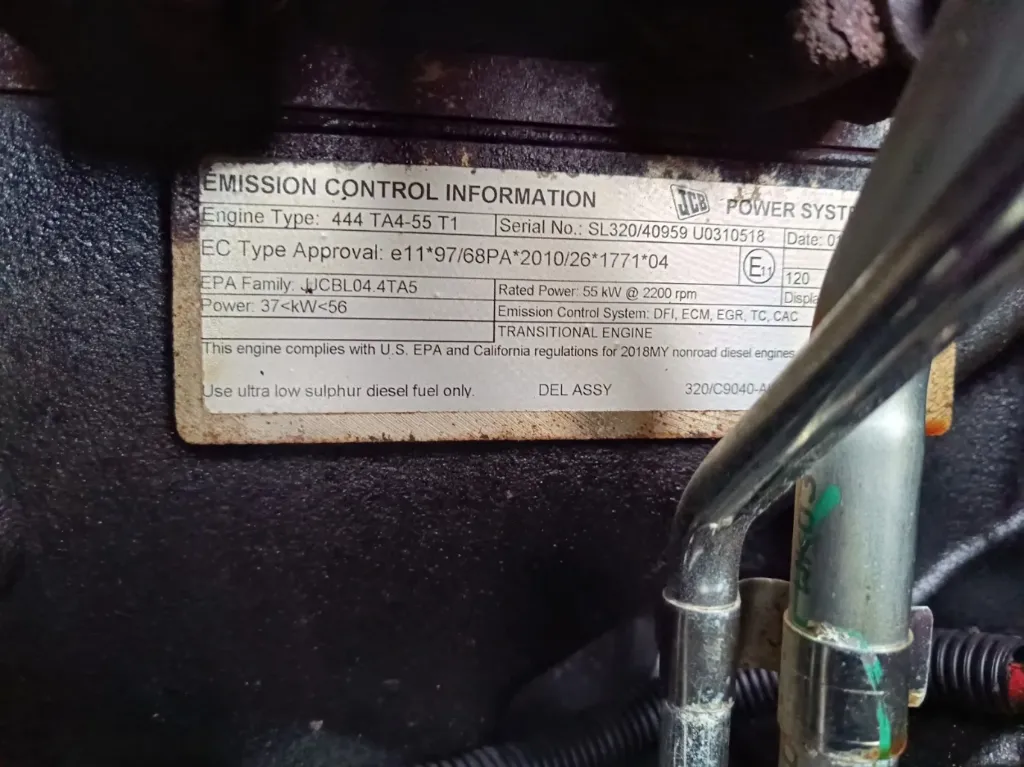 EMISSION CONTROL INFORMATION JCB POWER
Engine Type: 444 TA4-55 T1 Serial No.: SL320/40959 U0310518 Date:
EC Type Approval: e11*97/68PA*2010/26*1771*04 E11 120
EPA Family: JJCBL04.4TA5 Rated Power: 55 kW @ 2200 rpm
Power: 37<kW<56 Emission Control System: DFI, ECM, EGR, TC, CAC
TRANSITIONAL ENGINE
This engine complies with U.S. EPA and California regulations for 2018MY nonroad diesel engines
Use ultra low sulphur diesel fuel only. DEL ASSY